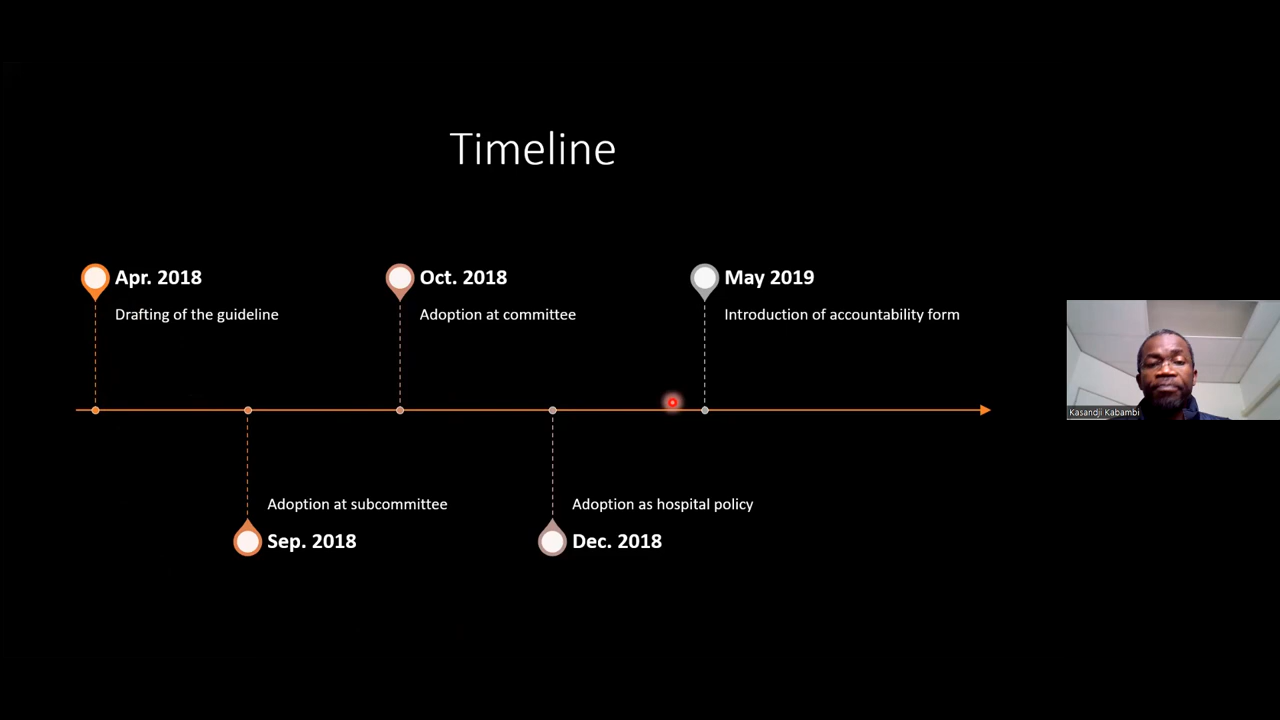 Timeline
Apr. 2018
Drafting of the guideline
Oct. 2018
Adoption at committee
May 2019
Introduction of accountability form
Adoption at subcommittee
Sep. 2018
Adoption as hospital policy
Dec. 2018
Kasandji Kabambi